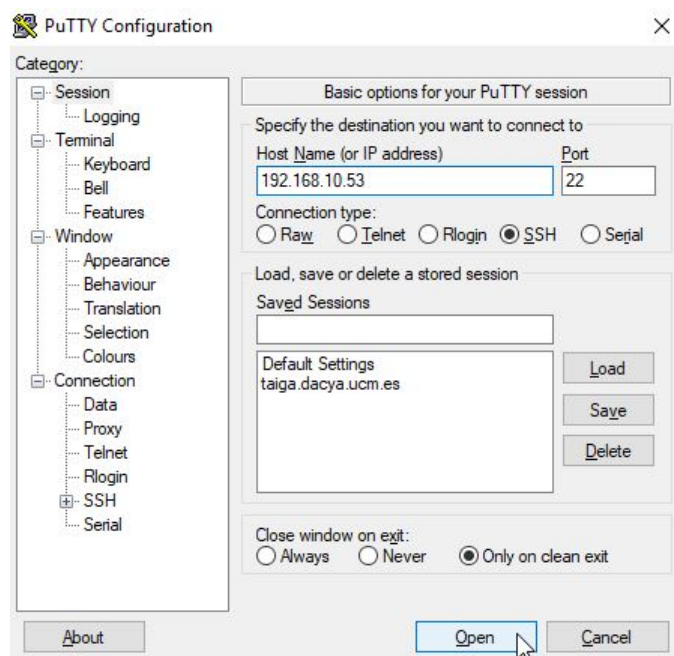 PuTTY Configuration
Category:
Session
Logging
Terminal
Keyboard
Bell
Features
Window
Appearance
Behaviour
Translation
Selection
Colours
Connection
Data
Proxy
Telnet
Rlogin
SSH
Serial
Basic options for your PuTTY session
Specify the destination you want to connect to
Host Name (or IP address) Port
192.168.10.53 22
Connection type:
Raw Telnet Rlogin SSH Serial
Load, save or delete a stored session
Saved Sessions
Default Settings
taiga.dacya.ucm.es
Load
Save
Delete
Close window on exit:
Always Never Only on clean exit
About Open Cancel